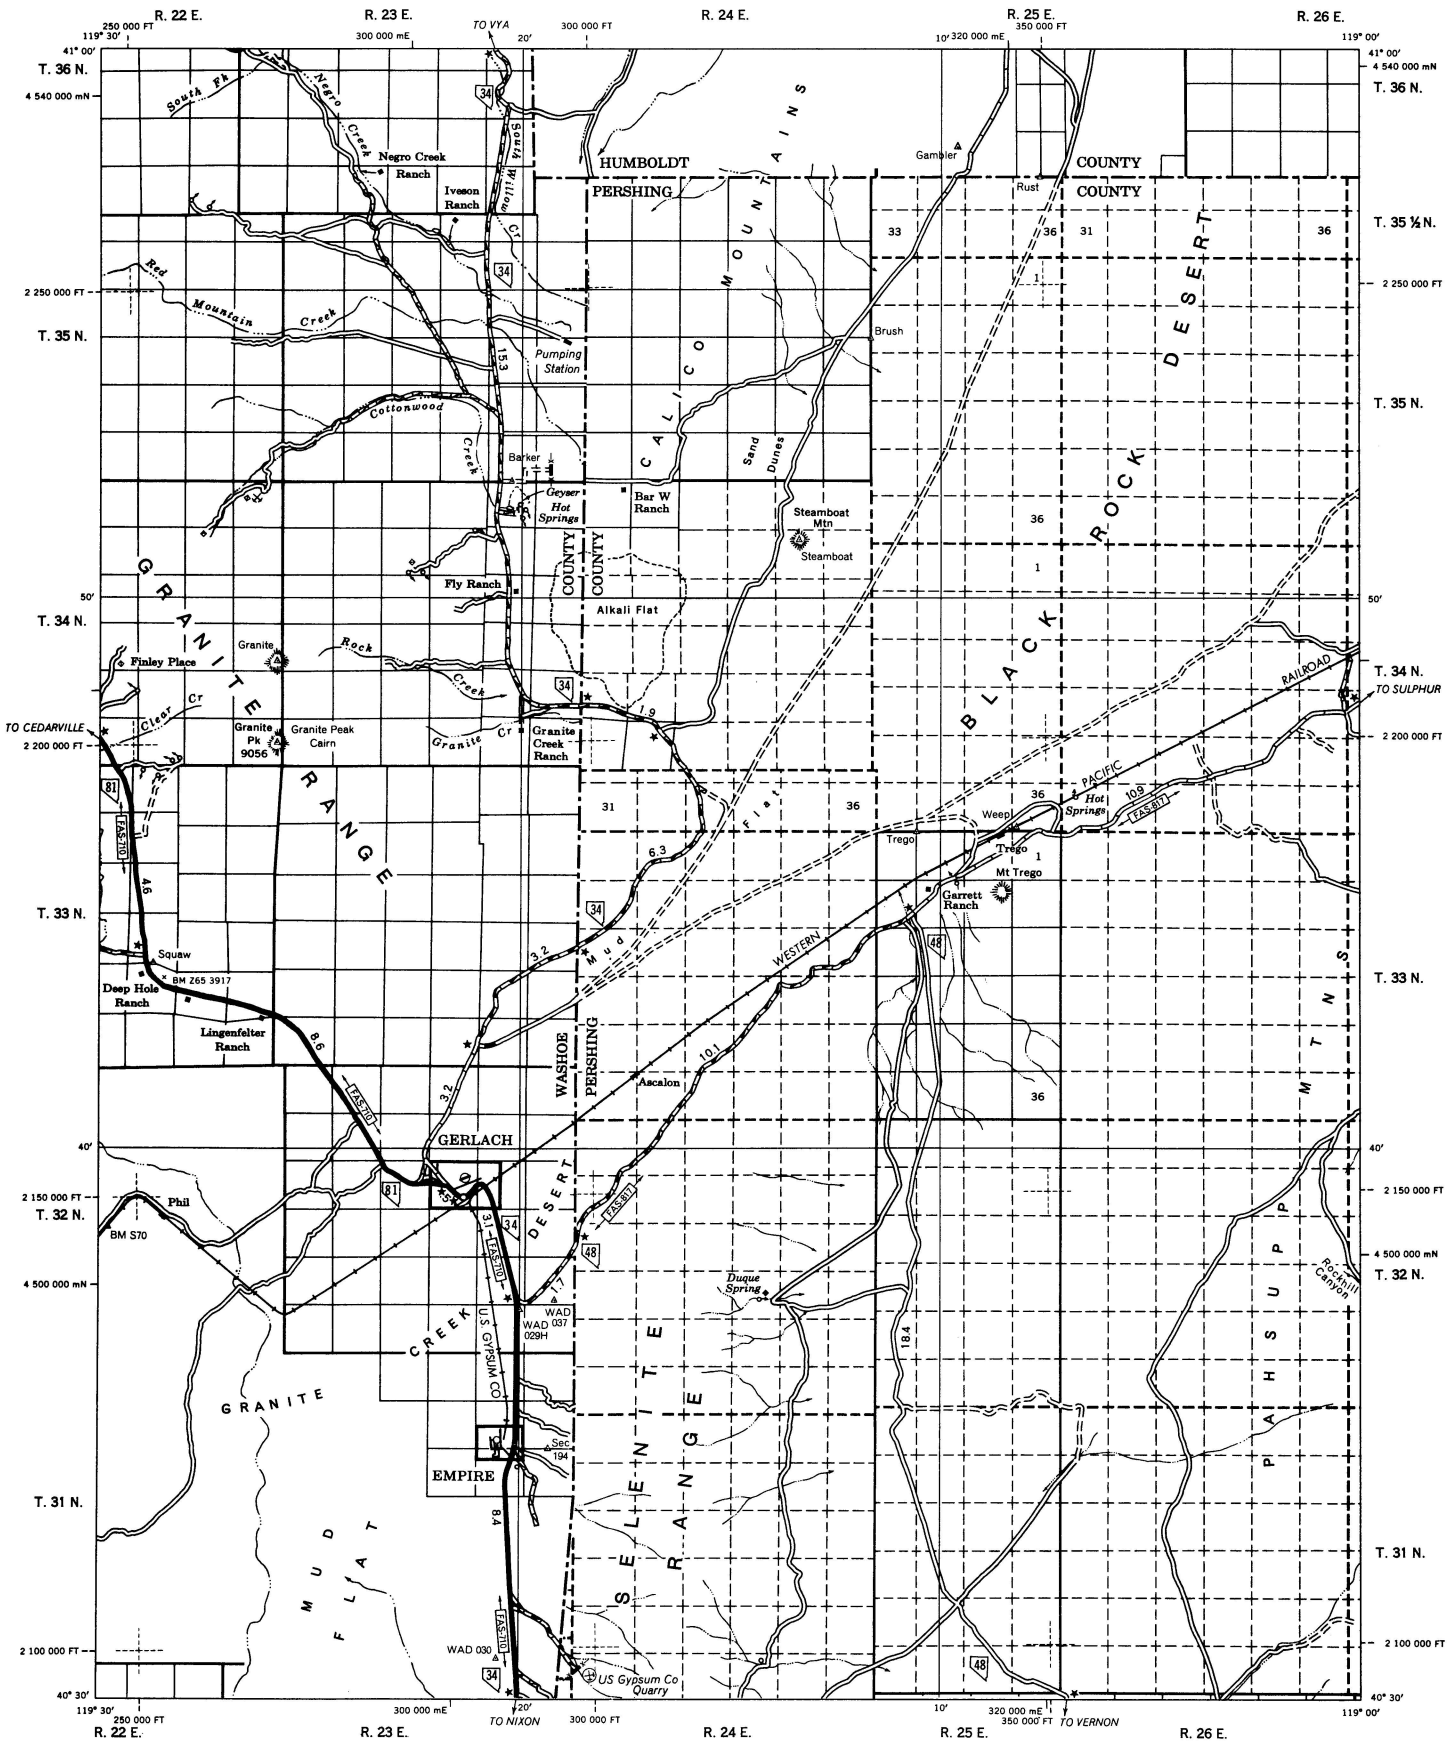 R. 22 E.
R. 23 E.
R. 24 E.
R. 25 E.
R. 26 E.
TO VYA
250 000 FT
119° 30'
300 000 mE
20'
300 000 FT
10'
320 000 mE
350 000 FT
119° 00'
41° 00'
T. 36 N.
4 540 000 mN
41° 00'
4 540 000 mN
T. 36 N.
South Fk
Negro
Creek
34
South Willow
Cr
Negro Creek
Ranch
Iveson
Ranch
HUMBOLDT
PERSHING
COUNTY
COUNTY
Gambler
Rust
CALICO MOUNTAINS
33
36
31
36
T. 35 ½ N.
34
Red
Mountain
Creek
2 250 000 FT
1
2 250 000 FT
T. 35 N.
15.3
Pumping
Station
Brush
BLACK ROCK DESERT
T. 35 N.
Cottonwood
Creek
Barker
Geyser
Hot
Springs
Bar W
Ranch
Sand
Dunes
Steamboat
Mtn
Steamboat
36
1
COUNTY
COUNTY
Fly Ranch
Alkali Flat
50'
50'
T. 34 N.
GRANITE RANGE
Granite
Rock
Creek
Finley Place
Clear Cr
34
1.9
Granite Cr
Granite
Creek
Ranch
T. 34 N.
RAILROAD
TO SULPHUR
TO CEDARVILLE
2 200 000 FT
Granite
Pk
9056
Granite Peak
Cairn
2 200 000 FT
81
FAS-710
4.6
31
36
36
PACIFIC
Hot
Springs
10.9
FAS-817
Mud
Flat
Weep
Trego
Trego
1
Mt Trego
Garrett
Ranch
6.3
34
3.2
T. 33 N.
Squaw
BM Z65 3917
Deep Hole
Ranch
Lingenfelter
Ranch
WESTERN
48
T. 33 N.
8.6
WASHOE
PERSHING
10.1
Ascalon
36
3.2
FAS-710
PAHSUPP MTNS
GERLACH
40'
40'
81
.5
2 150 000 FT
T. 32 N.
Phil
BM S70
3.1
34
FAS-710
DESERT
FAS-817
48
2 150 000 FT
4 500 000 mN
T. 32 N.
4 500 000 mN
1.7
WAD
037
WAD
029H
Duque
Spring
Rockhill
Canyon
U.S. GYPSUM CO
18.4
GRANITE
CREEK
SELENITE
RANGE
Sec
194
EMPIRE
T. 31 N.
8.4
MUD
FLAT
T. 31 N.
FAS-710
2 100 000 FT
WAD 030
34
US Gypsum Co
Quarry
48
2 100 000 FT
40° 30'
40° 30'
119° 30'
250 000 FT
300 000 mE
20'
TO NIXON
300 000 FT
10'
320 000 mE
350 000 FT
TO VERNON
119° 00'
R. 22 E.
R. 23 E.
R. 24 E.
R. 25 E.
R. 26 E.